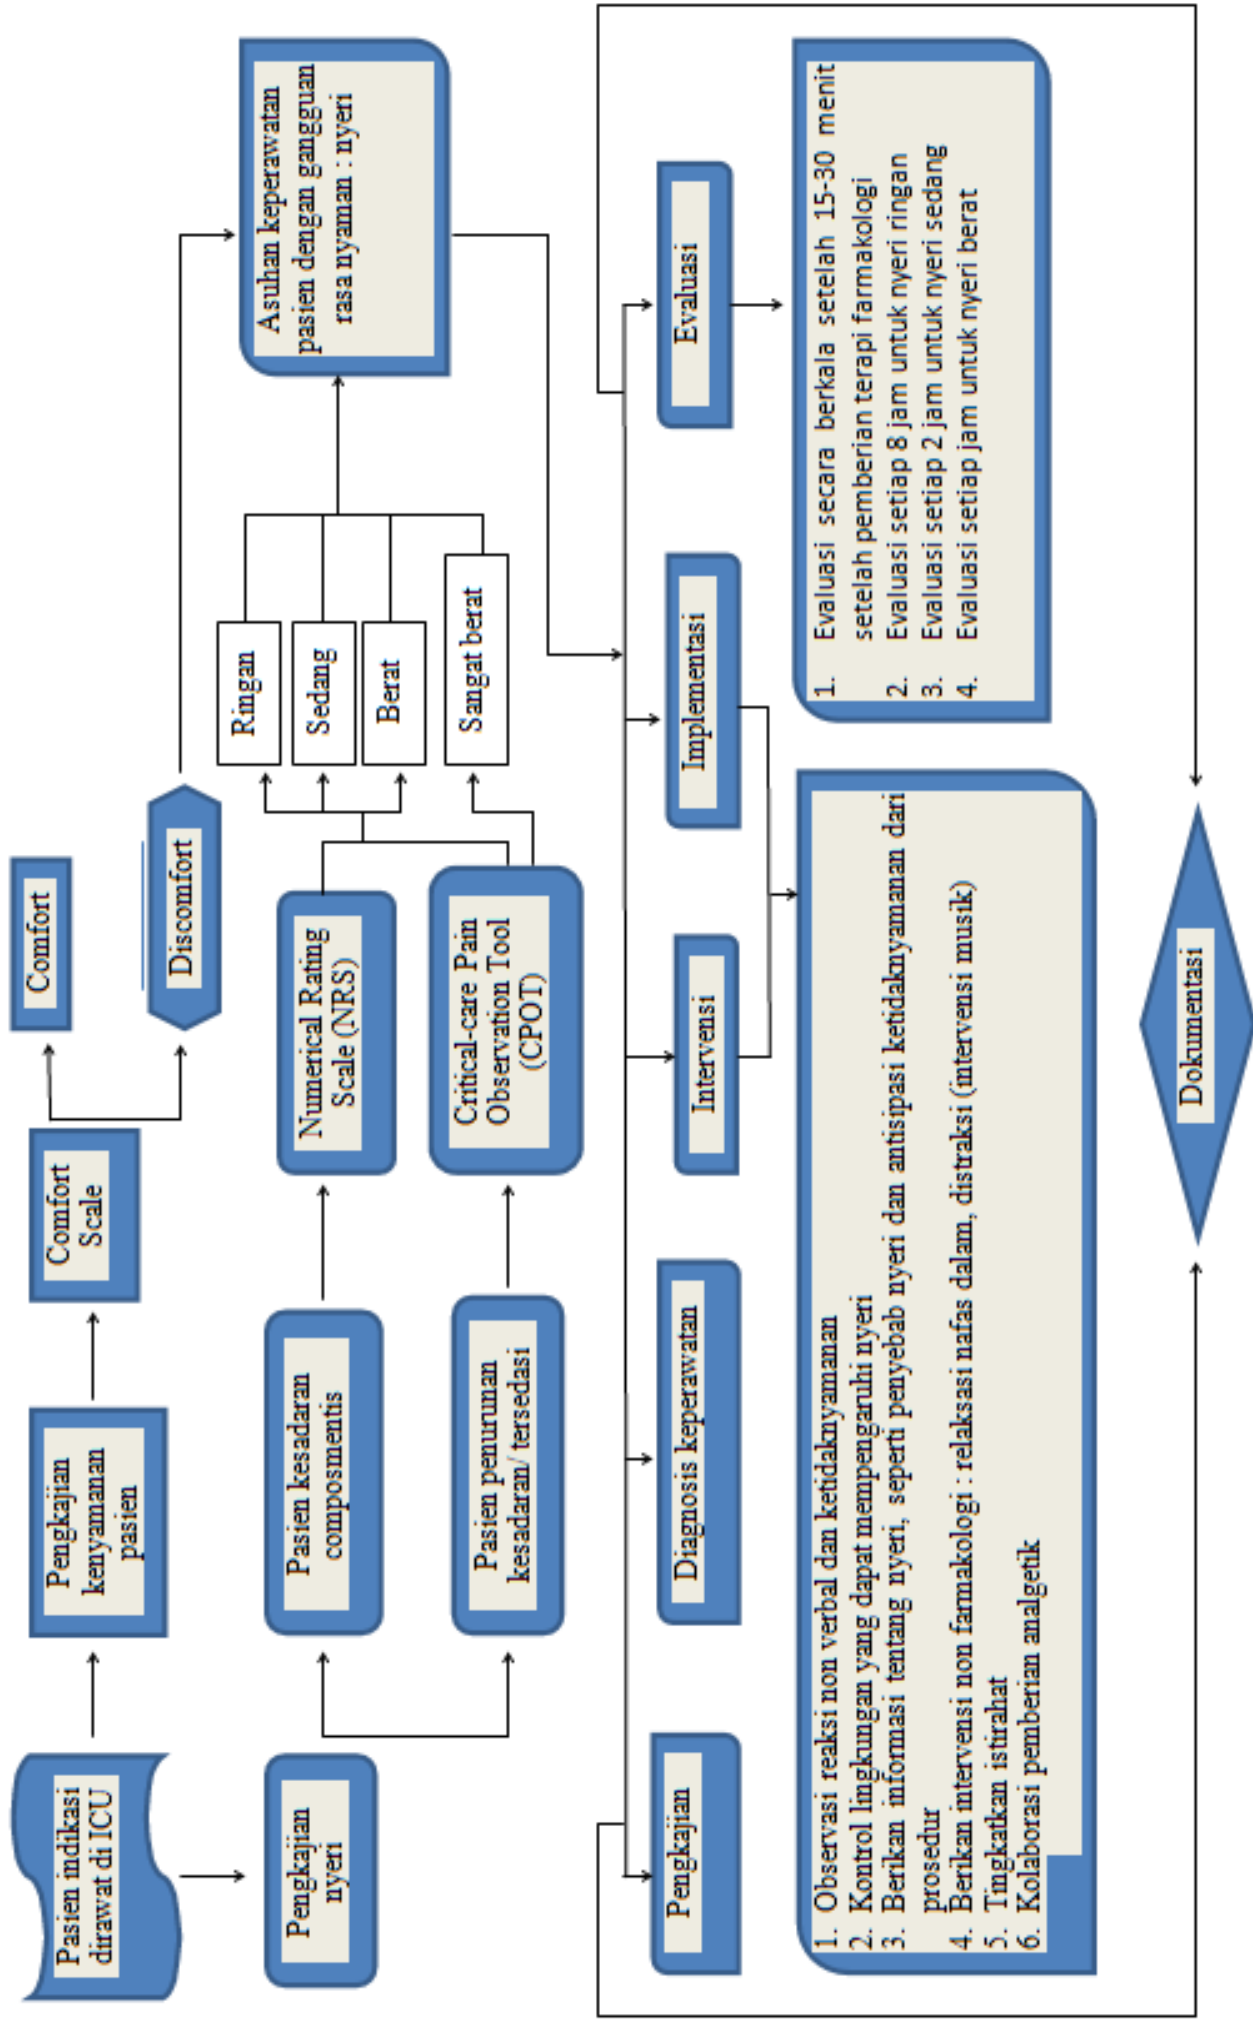 Pasien indikasi
dirawat di ICU
Pengkajian
kenyamanan
pasien
Comfort
Scale
Comfort
Discomfort
Pengkajian
nyeri
Pasien kesadaran
composmentis
Pasien penurunan
kesadaran/ tersedasi
Numerical Rating
Scale (NRS)
Critical-care Pain
Observation Tool
(CPOT)
Ringan
Sedang
Berat
Sangat berat
Asuhan keperawatan
pasien dengan gangguan
rasa nyaman : nyeri
Pengkajian
Diagnosis keperawatan
Intervensi
Implementasi
Evaluasi
1. Observasi reaksi non verbal dan ketidaknyamanan
2. Kontrol lingkungan yang dapat mempengaruhi nyeri
3. Berikan informasi tentang nyeri, seperti penyebab nyeri dan antisipasi ketidaknyamanan dari
prosedur
4. Berikan intervensi non farmakologi : relaksasi nafas dalam, distraksi (intervensi musik)
5. Tingkatkan istirahat
6. Kolaborasi pemberian analgetik
1. Evaluasi secara berkala setelah 15-30 menit
setelah pemberian terapi farmakologi
2. Evaluasi setiap 8 jam untuk nyeri ringan
3. Evaluasi setiap 2 jam untuk nyeri sedang
4. Evaluasi setiap jam untuk nyeri berat
Dokumentasi